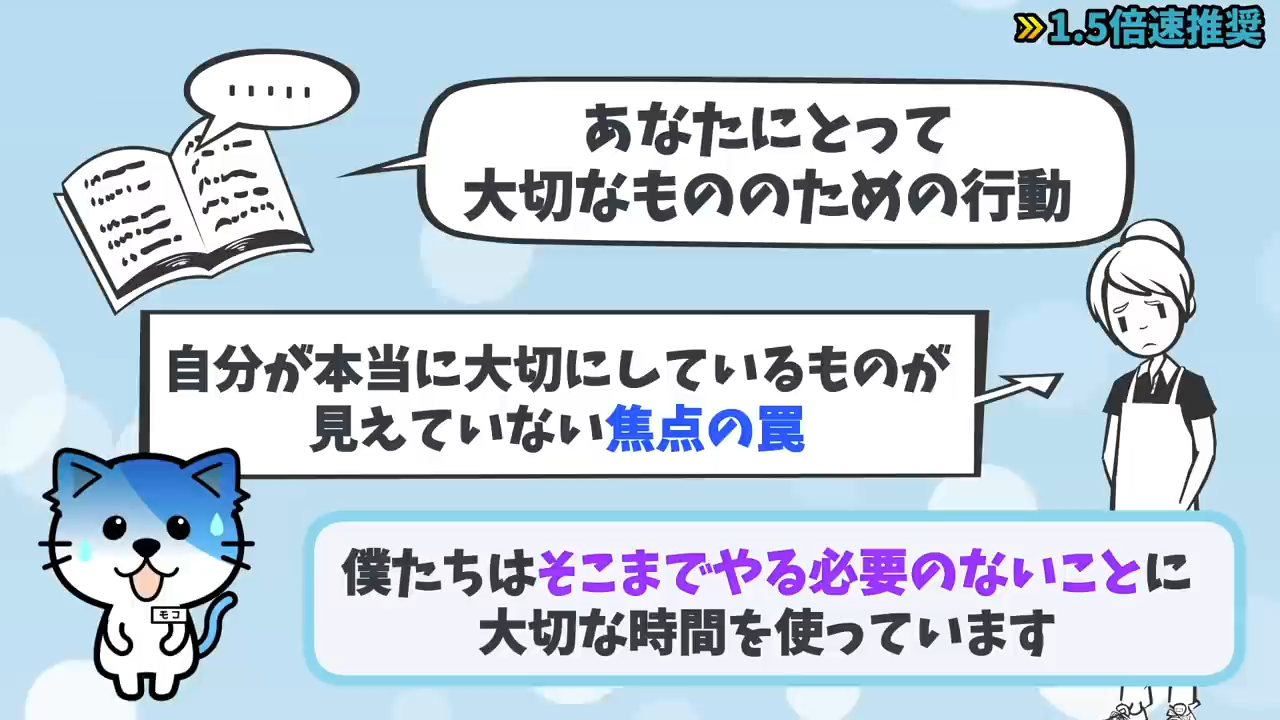 »1.5倍速推奨
あなたにとって
大切なもののための行動
自分が本当に大切にしているものが
見えていない焦点の罠
モコ
僕たちはそこまでやる必要のないことに
大切な時間を使っています